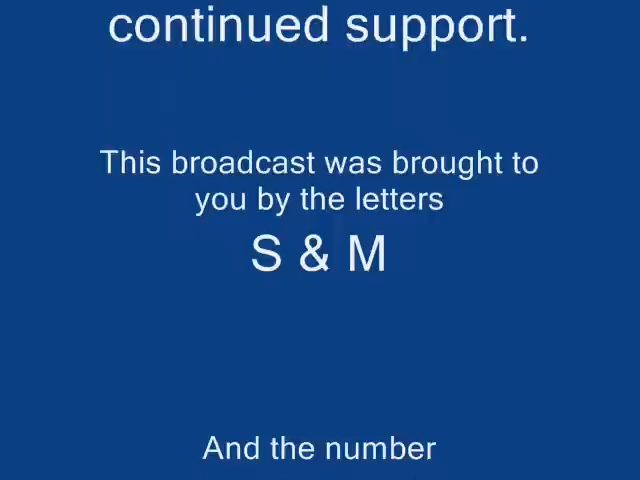 continued support.
This broadcast was brought to
you by the letters
S & M
And the number